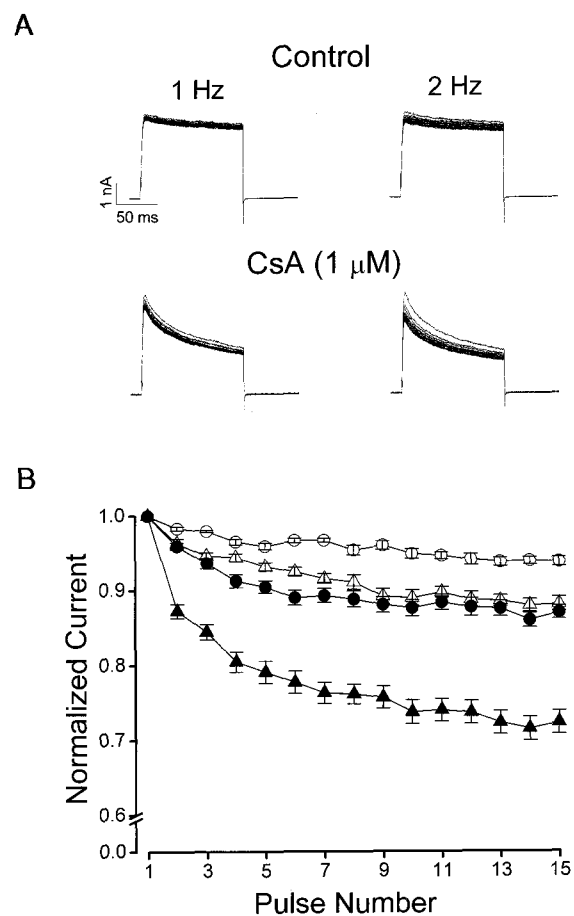 A
Control
1 Hz
2 Hz
1 nA
50 ms
CsA (1 μM)
B
1.0
0.9
0.8
0.7
0.6
0.0
Normalized Current
1 3 5 7 9 11 13 15
Pulse Number